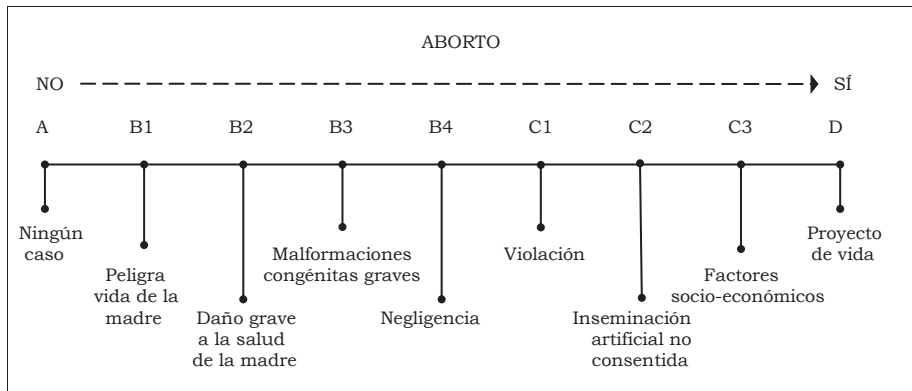 ABORTO
NO SÍ
A B1 B2 B3 B4 C1 C2 C3 D
Ningún
caso
Peligra
vida de la
madre
Daño grave
a la salud
de la madre
Malformaciones
congénitas graves
Negligencia
Violación
Inseminación
artificial no
consentida
Factores
socio-económicos
Proyecto
de vida